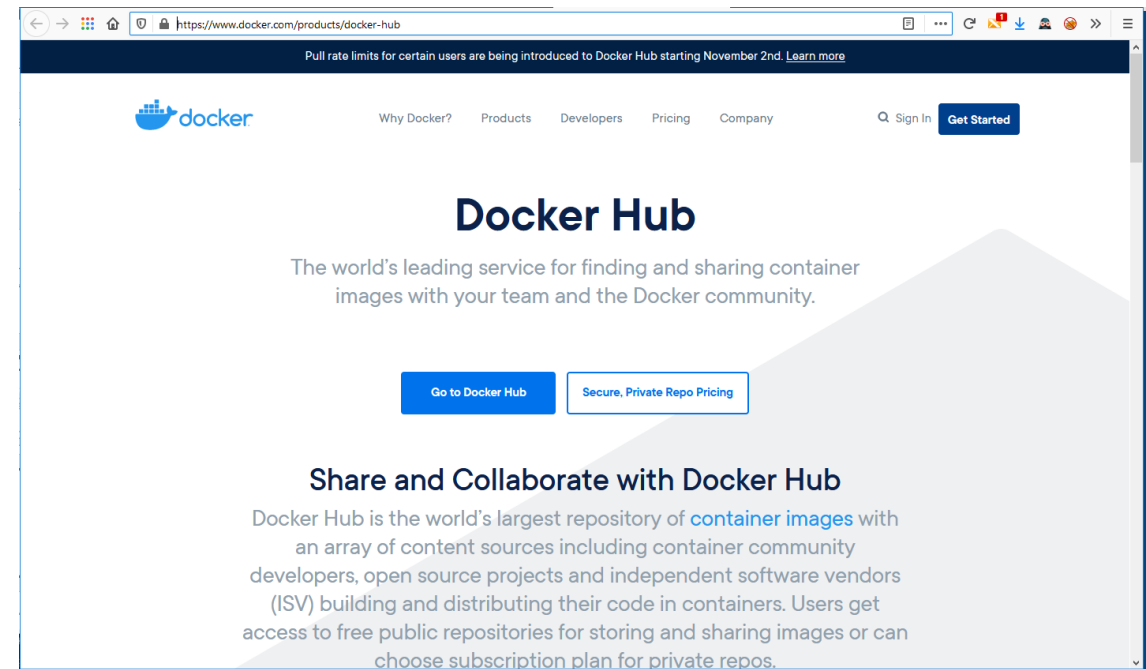 https://www.docker.com/products/docker-hub
1
Pull rate limits for certain users are being introduced to Docker Hub starting November 2nd. Learn more
docker
Why Docker? Products Developers Pricing Company Sign In Get Started
Docker Hub
The world's leading service for finding and sharing container
images with your team and the Docker community.
Go to Docker Hub Secure, Private Repo Pricing
Share and Collaborate with Docker Hub
Docker Hub is the world's largest repository of container images with
an array of content sources including container community
developers, open source projects and independent software vendors
(ISV) building and distributing their code in containers. Users get
access to free public repositories for storing and sharing images or can
choose subscription plan for private repos.